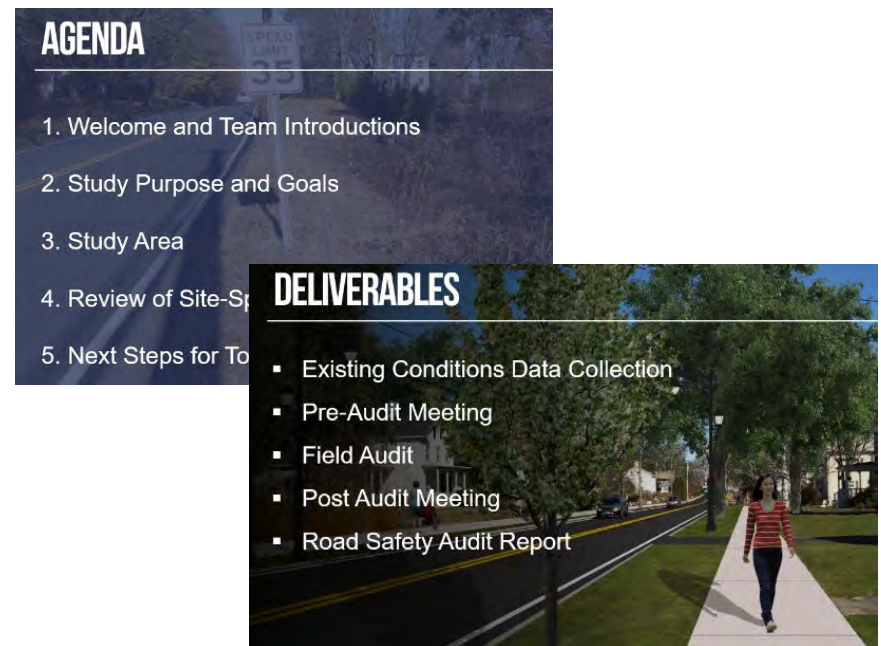 AGENDA
SPEED
LIMIT
35
1. Welcome and Team Introductions
2. Study Purpose and Goals
3. Study Area
4. Review of Site-Sp
5. Next Steps for To
DELIVERABLES
▪ Existing Conditions Data Collection
▪ Pre-Audit Meeting
▪ Field Audit
▪ Post Audit Meeting
▪ Road Safety Audit Report